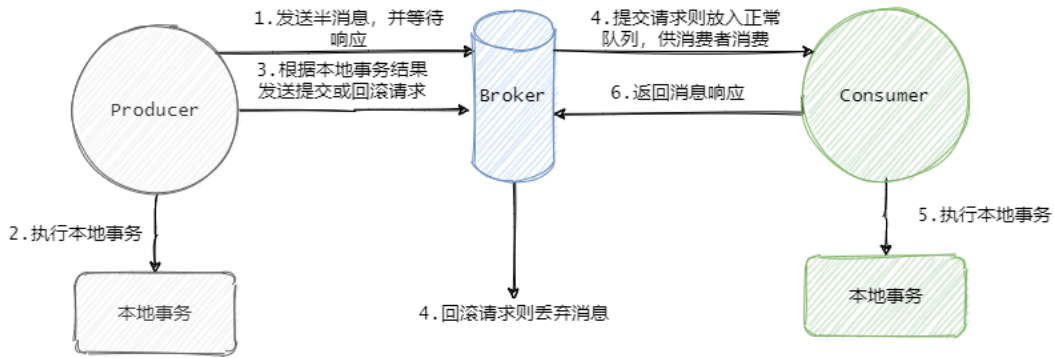 1.发送半消息，并等待
响应
4.提交请求则放入正常
队列，供消费者消费
3.根据本地事务结果
发送提交或回滚请求
Producer
Broker
6.返回消息响应
Consumer
2.执行本地事务
5.执行本地事务
本地事务
4.回滚请求则丢弃消息
本地事务